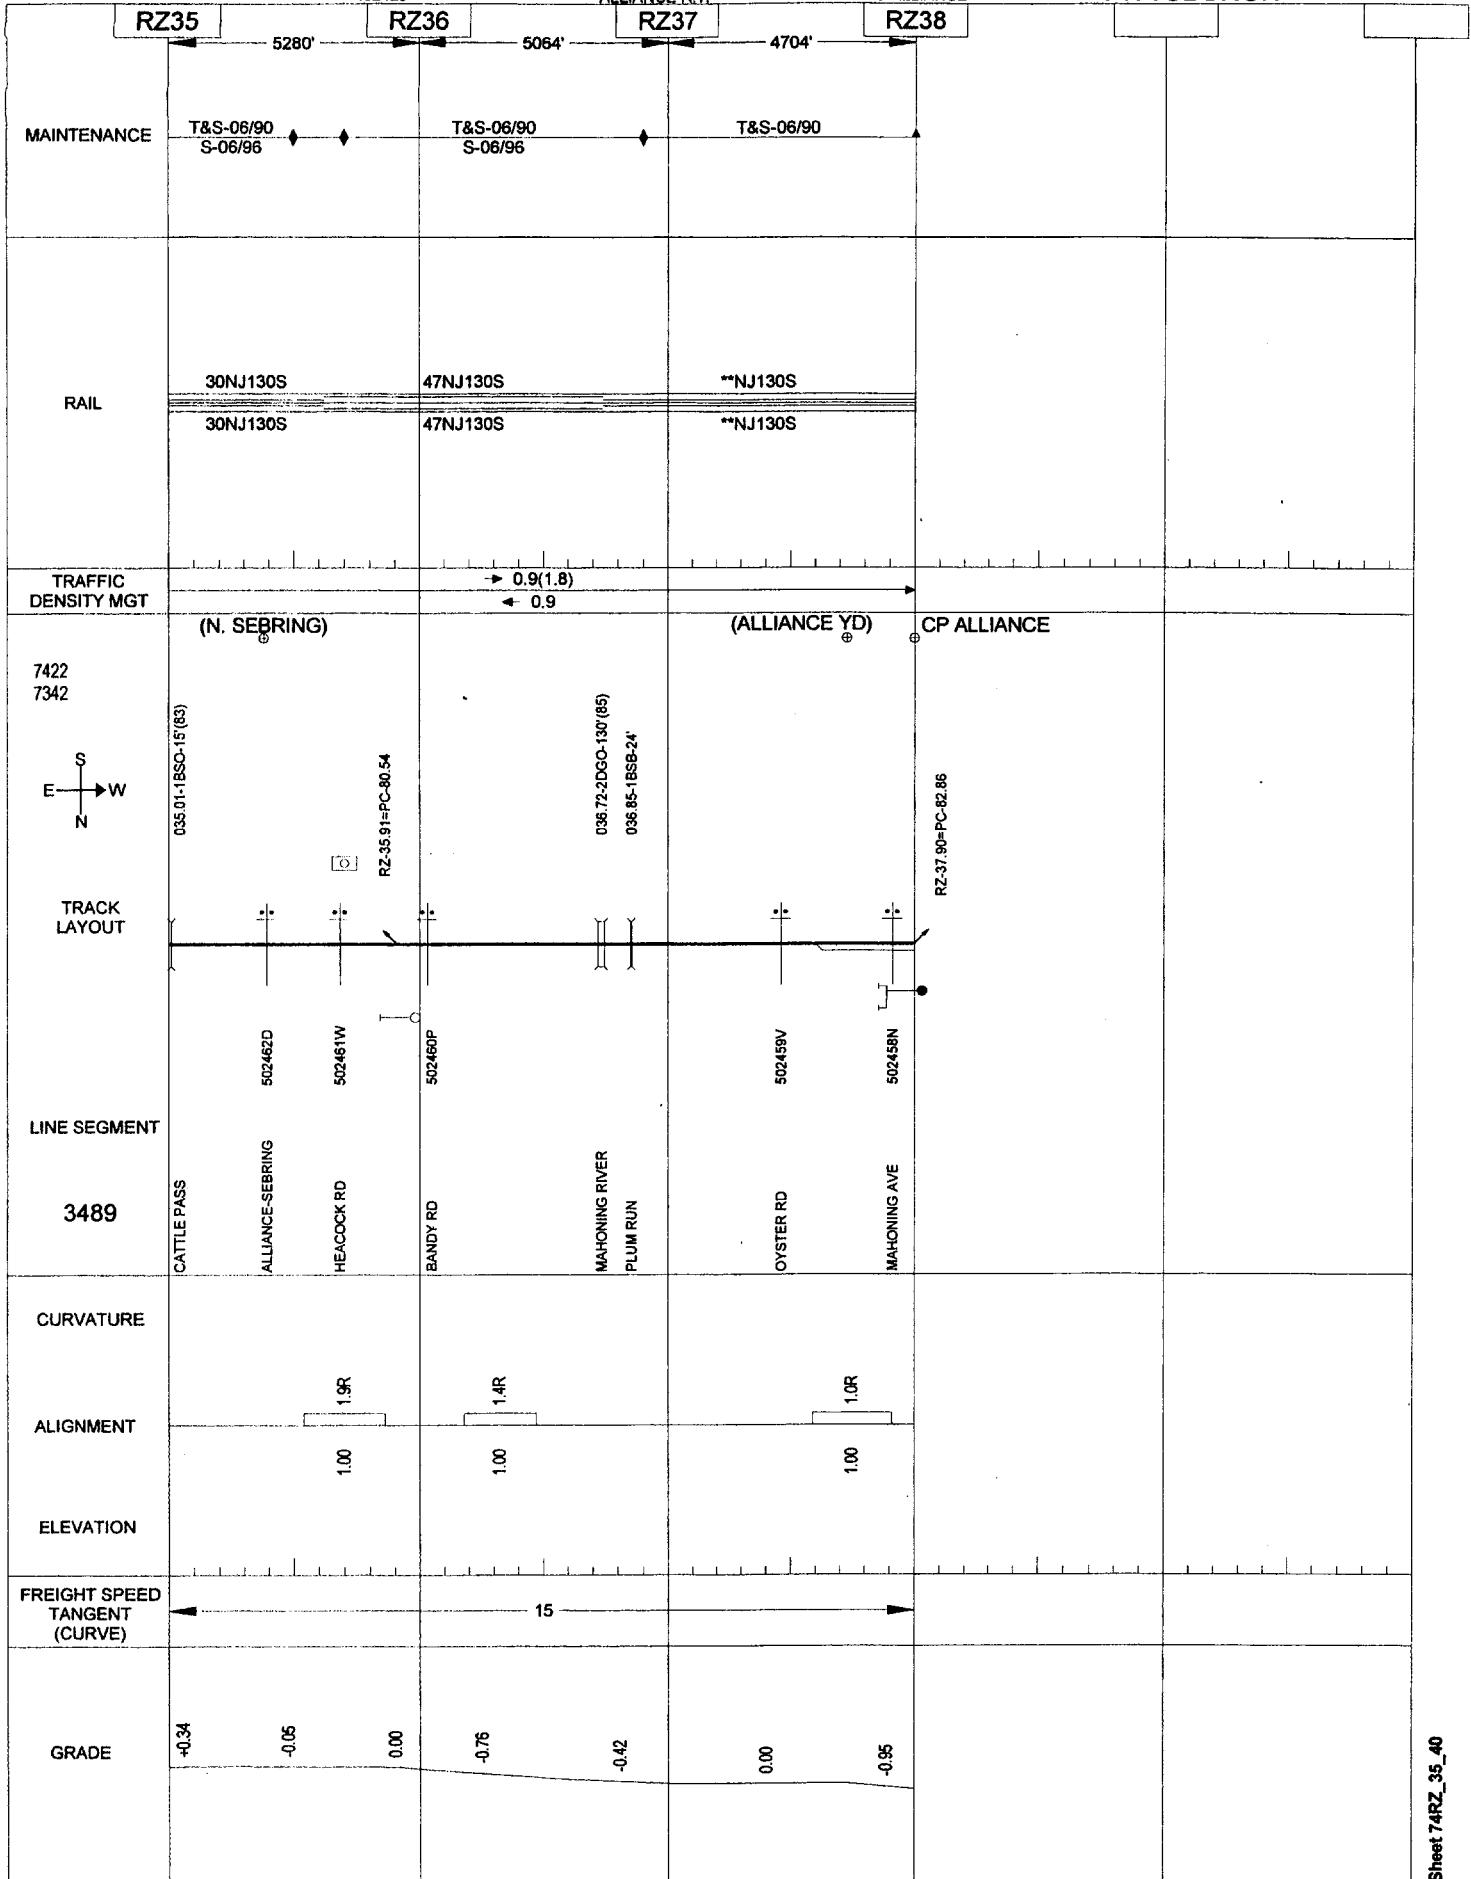 RZ35 RZ36 RZ37 RZ38
5280' 5064' 4704'
MAINTENANCE
T&S-06/90 T&S-06/90 T&S-06/90
S-06/96 S-06/96
RAIL
30NJ130S 47NJ130S **NJ130S
30NJ130S 47NJ130S **NJ130S
TRAFFIC
DENSITY MGT
0.9(1.8)
0.9
(N. SEBRING) (ALLIANCE YD) CP ALLIANCE
7422
7342
S
E W
N
035.01-1BSO-15'(83)
RZ-35.91=PC-80.54
036.72-2DGO-130'(85)
036.85-1BSB-24'
RZ-37.90=PC-82.86
TRACK
LAYOUT
502462D
502461W
502460P
502459V
502458N
LINE SEGMENT
3489
CATTLE PASS
ALLIANCE-SEBRING
HEACOCK RD
BANDY RD
MAHONING RIVER
PLUM RUN
OYSTER RD
MAHONING AVE
CURVATURE
1.9R 1.4R 1.0R
ALIGNMENT
1.00 1.00 1.00
ELEVATION
FREIGHT SPEED
TANGENT
(CURVE)
15
GRADE
+0.34 -0.05 0.00 -0.76 -0.42 0.00 -0.95
Sheet 74RZ_35_40